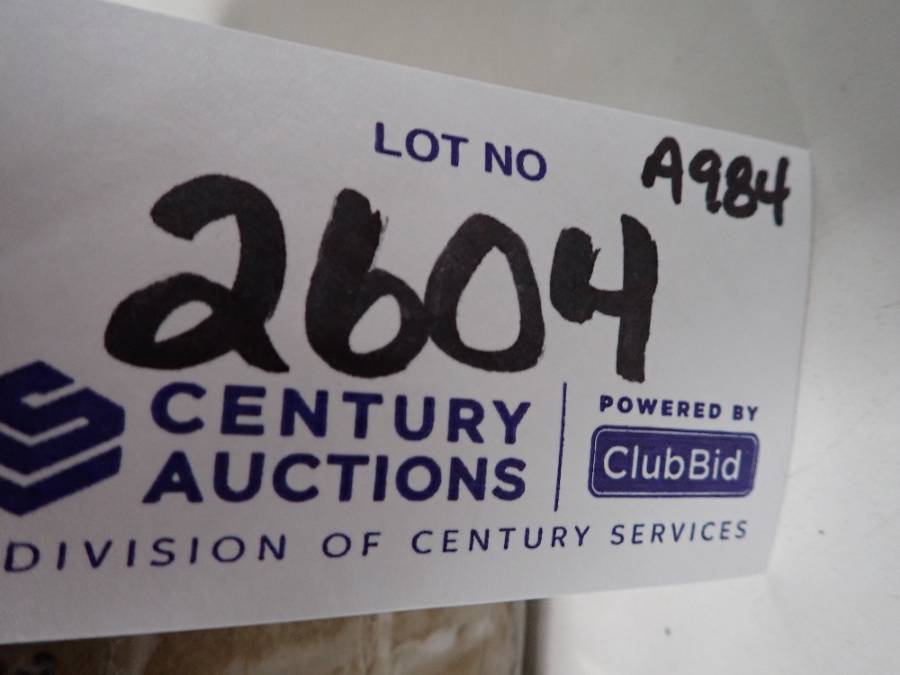 LOT NO
A984
2604
CENTURY
AUCTIONS
POWERED BY
ClubBid
DIVISION OF CENTURY SERVICES